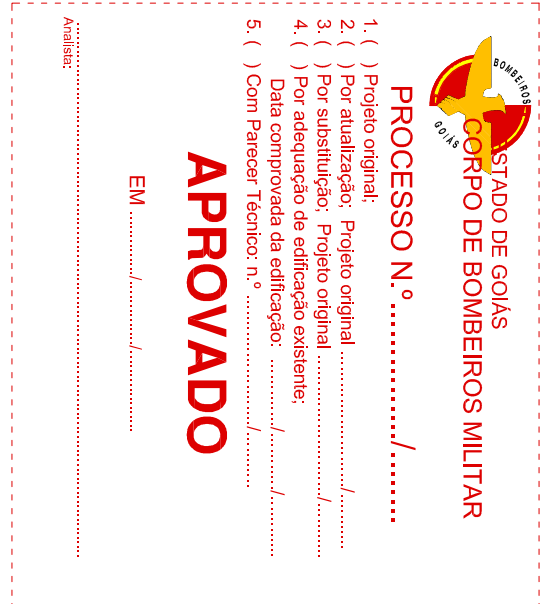 BOMBEIROS
GOIÁS
STADO DE GOIÁS
CORPO DE BOMBEIROS MILITAR
PROCESSO N.º ................/...........
1. (   ) Projeto original;
2. (   ) Por atualização; Projeto original ............................/............
3. (   ) Por substituição; Projeto original ............................/............
4. (   ) Por adequação de edificação existente;
Data comprovada da edificação: ............/............/............
5. (   ) Com Parecer Técnico: n.º ............................/............
APROVADO
EM ............/............/............
Analista: ........................................................................